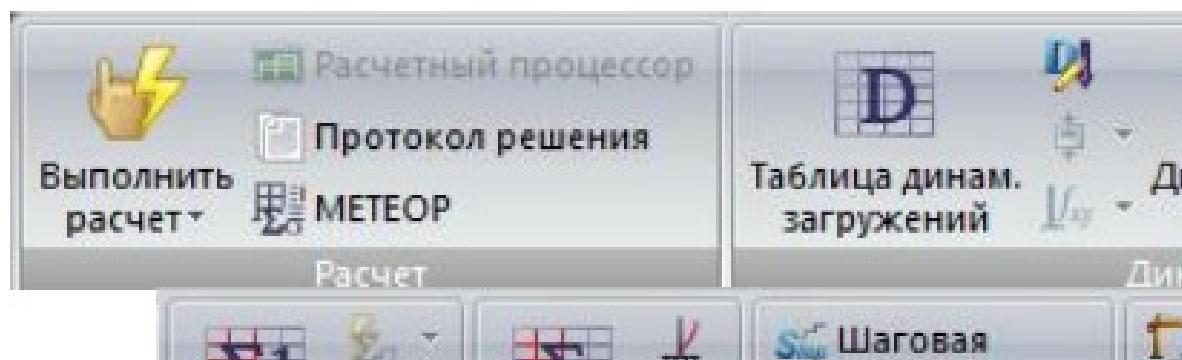 Расчетный процессор
Протокол решения
Выполнить
расчет
МЕТЕОР
Расчет
D
Таблица динам.
загружений
Шаговая